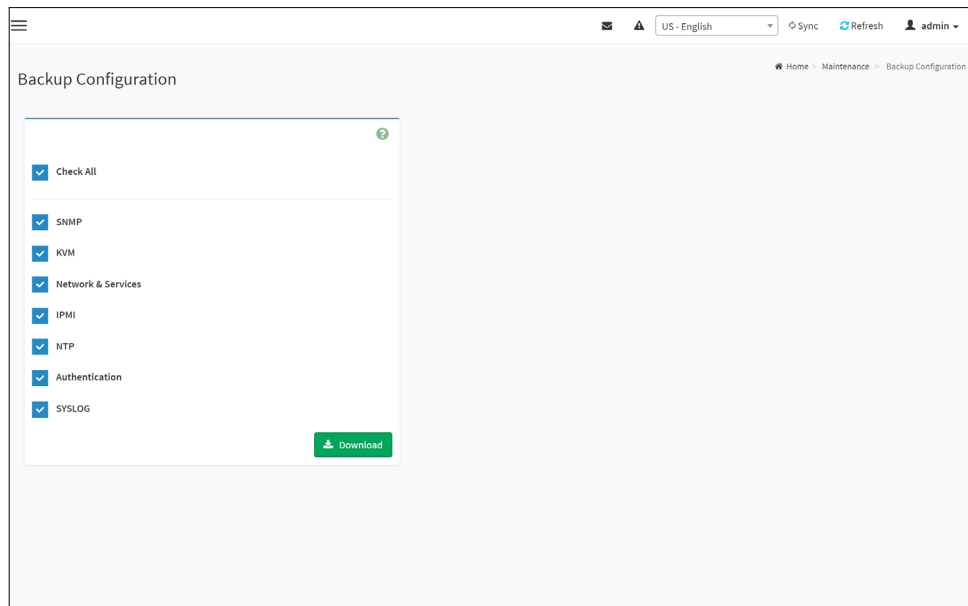 US - English Sync Refresh admin
Home > Maintenance > Backup Configuration
Backup Configuration
?
Check All
SNMP
KVM
Network & Services
IPMI
NTP
Authentication
SYSLOG
Download